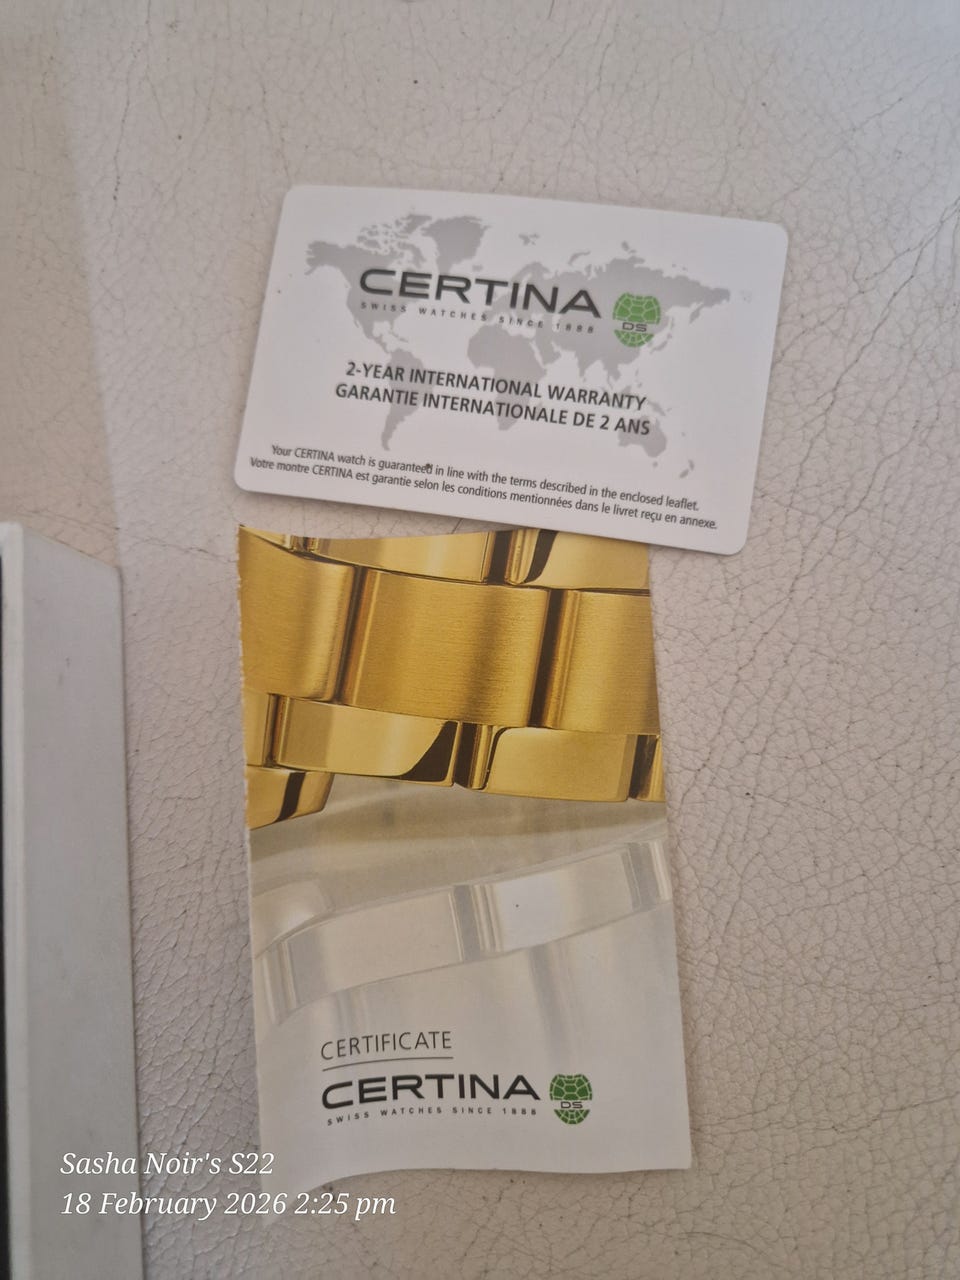 CERTINA
SWISS WATCHES SINCE 1888
DS
2-YEAR INTERNATIONAL WARRANTY
GARANTIE INTERNATIONALE DE 2 ANS
Your CERTINA watch is guaranteed in line with the terms described in the enclosed leaflet.
Votre montre CERTINA est garantie selon les conditions mentionnées dans le livret reçu en annexe.
CERTIFICATE
CERTINA
SWISS WATCHES SINCE 1888
DS
Sasha Noir's S22
18 February 2026 2:25 pm